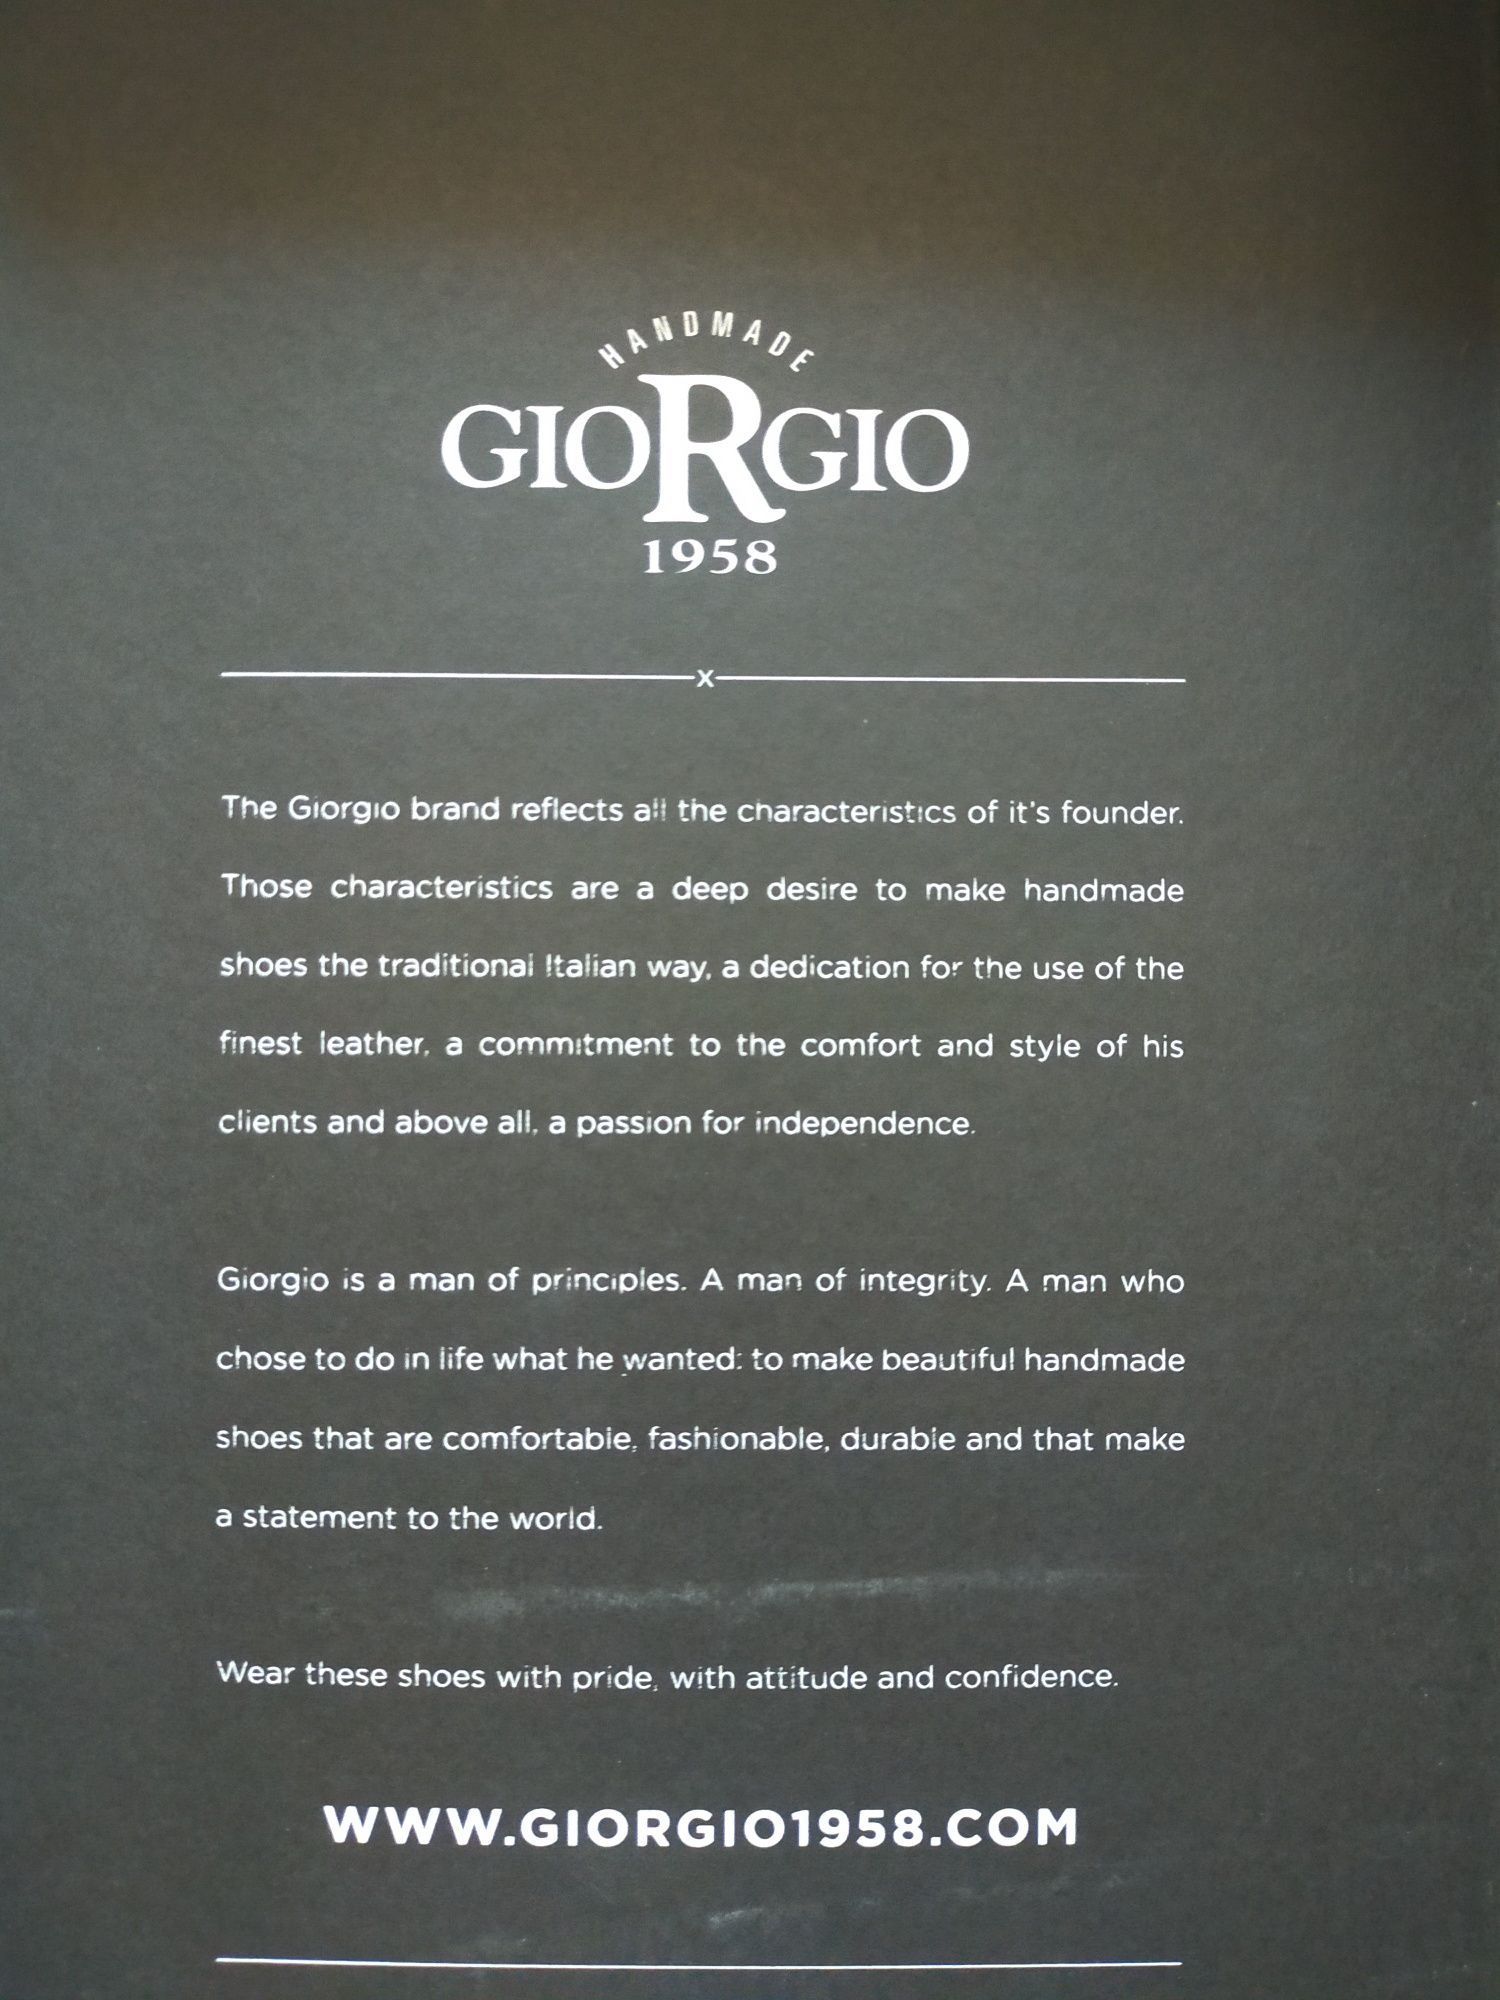 HANDMADE
GIORGIO
1958
x
The Giorgio brand reflects all the characteristics of it's founder.
Those characteristics are a deep desire to make handmade
shoes the traditional Italian way, a dedication for the use of the
finest leather, a commitment to the comfort and style of his
clients and above all, a passion for independence.
Giorgio is a man of principles. A man of integrity. A man who
chose to do in life what he wanted: to make beautiful handmade
shoes that are comfortable, fashionable, durable and that make
a statement to the world.
Wear these shoes with pride, with attitude and confidence.
WWW.GIORGIO1958.COM